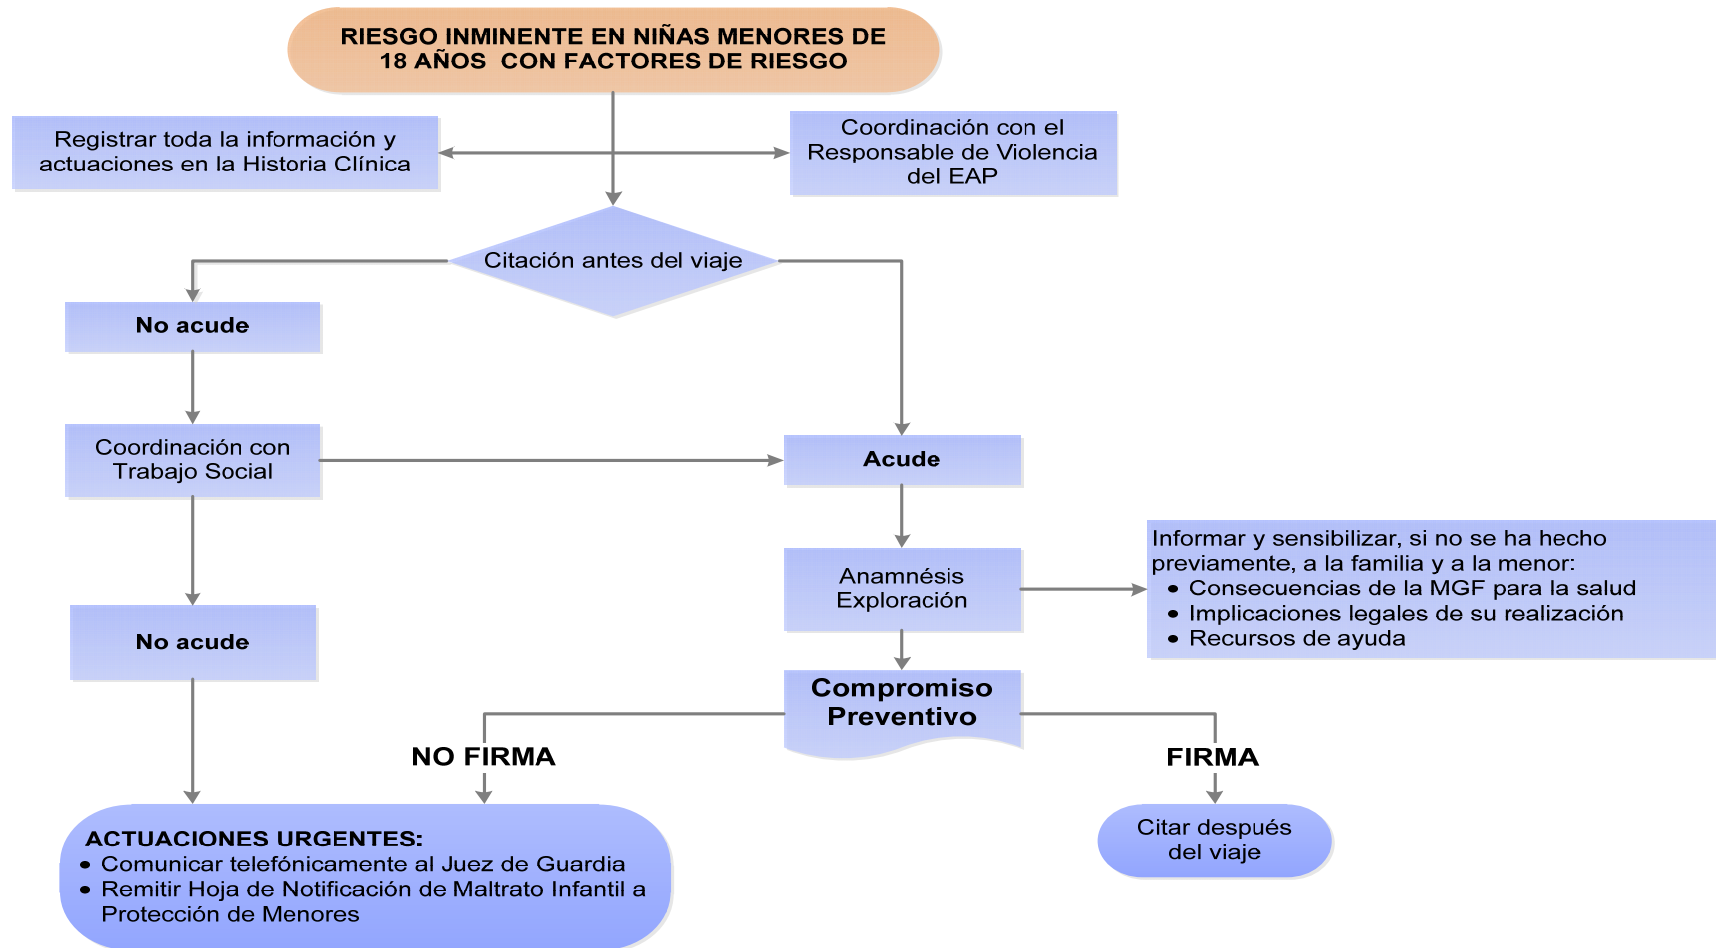 RIESGO INMINENTE EN NIÑAS MENORES DE
18 AÑOS CON FACTORES DE RIESGO
Registrar toda la información y
actuaciones en la Historia Clínica
Coordinación con el
Responsable de Violencia
del EAP
Citación antes del viaje
No acude
Coordinación con
Trabajo Social
Acude
Anamnésis
Exploración
Informar y sensibilizar, si no se ha hecho
previamente, a la familia y a la menor:
• Consecuencias de la MGF para la salud
• Implicaciones legales de su realización
• Recursos de ayuda
No acude
Compromiso
Preventivo
NO FIRMA
FIRMA
ACTUACIONES URGENTES:
• Comunicar telefónicamente al Juez de Guardia
• Remitir Hoja de Notificación de Maltrato Infantil a
Protección de Menores
Citar después
del viaje